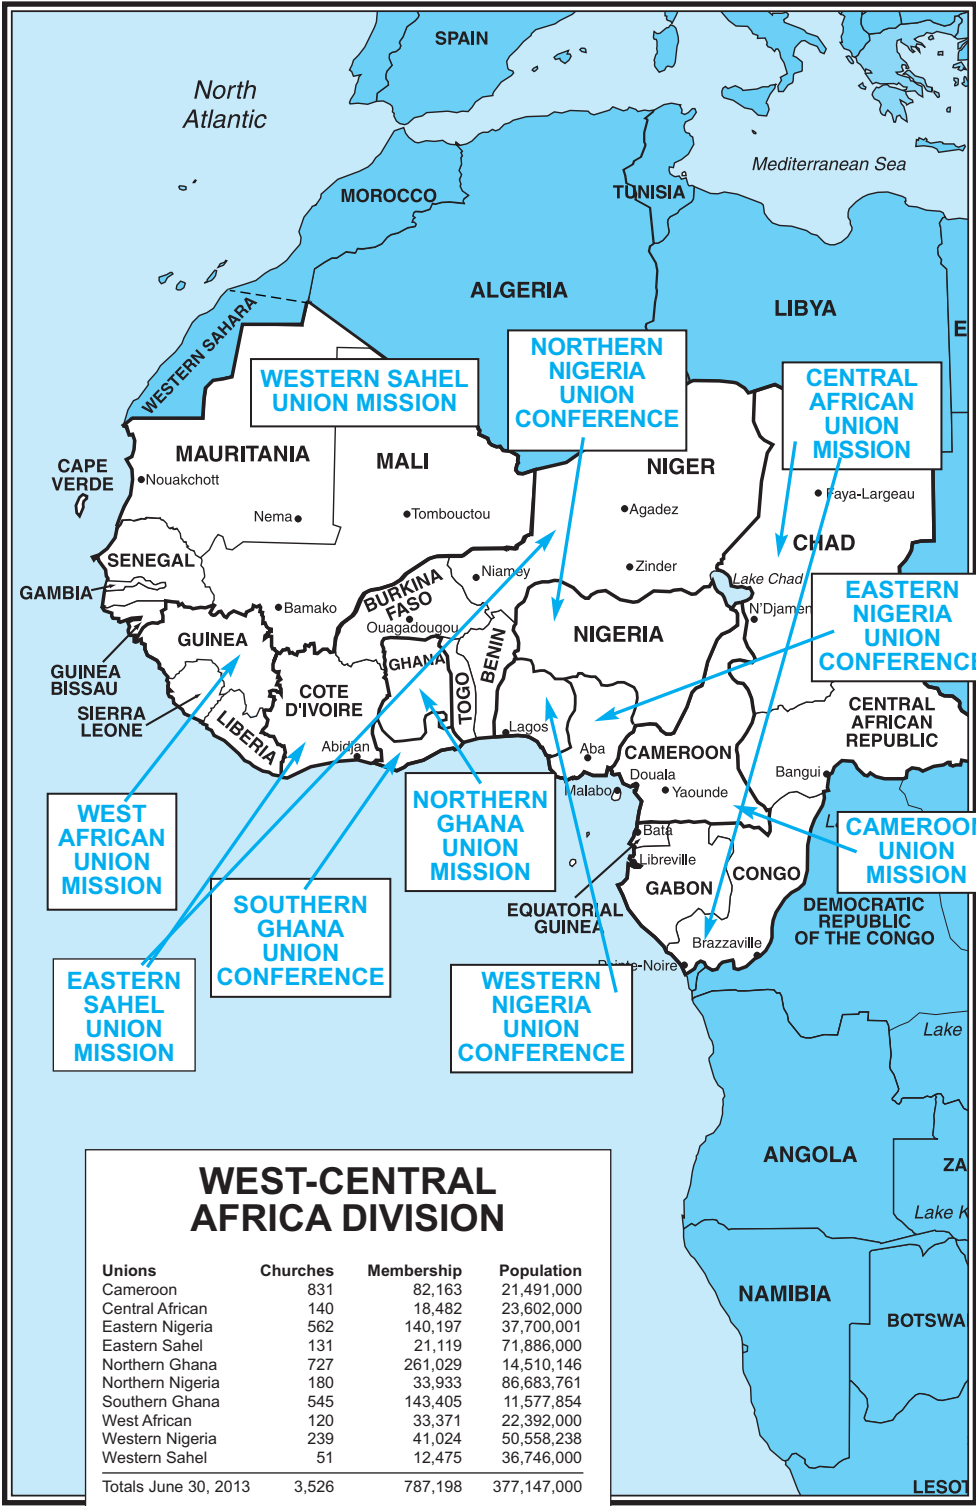 SPAIN
North
Atlantic
Mediterranean Sea
MOROCCO
TUNISIA
ALGERIA
LIBYA
E
WESTERN SAHARA
WESTERN SAHEL
UNION MISSION
NORTHERN
NIGERIA
UNION
CONFERENCE
CENTRAL
AFRICAN
UNION
MISSION
MAURITANIA
MALI
NIGER
CAPE
VERDE
Nouakchott
Nema
Tombouctou
Agadez
Faya-Largeau
CHAD
SENEGAL
GAMBIA
Niamey
Zinder
Lake Chad
BURKINA
FASO
Bamako
Ouagadougou
N'Djamen
EASTERN
NIGERIA
UNION
CONFERENCE
GUINEA
GHANA
BENIN
TOGO
NIGERIA
GUINEA
BISSAU
SIERRA
LEONE
LIBERIA
COTE
D'IVOIRE
Abidjan
Lagos
Aba
CENTRAL
AFRICAN
REPUBLIC
CAMEROON
Douala
Yaounde
Bangui
Malabo
WEST
AFRICAN
UNION
MISSION
NORTHERN
GHANA
UNION
MISSION
Bata
Libreville
GABON
CONGO
L
CAMEROON
UNION
MISSION
SOUTHERN
GHANA
UNION
CONFERENCE
EQUATORIAL
GUINEA
DEMOCRATIC
REPUBLIC
OF THE CONGO
Brazzaville
Pointe-Noire
EASTERN
SAHEL
UNION
MISSION
WESTERN
NIGERIA
UNION
CONFERENCE
Lake
ANGOLA
ZA
Lake K
NAMIBIA
BOTSWA
LESOT
WEST-CENTRAL
AFRICA DIVISION
Unions Churches Membership Population
Cameroon 831 82,163 21,491,000
Central African 140 18,482 23,602,000
Eastern Nigeria 562 140,197 37,700,001
Eastern Sahel 131 21,119 71,886,000
Northern Ghana 727 261,029 14,510,146
Northern Nigeria 180 33,933 86,683,761
Southern Ghana 545 143,405 11,577,854
West African 120 33,371 22,392,000
Western Nigeria 239 41,024 50,558,238
Western Sahel 51 12,475 36,746,000
Totals June 30, 2013 3,526 787,198 377,147,000